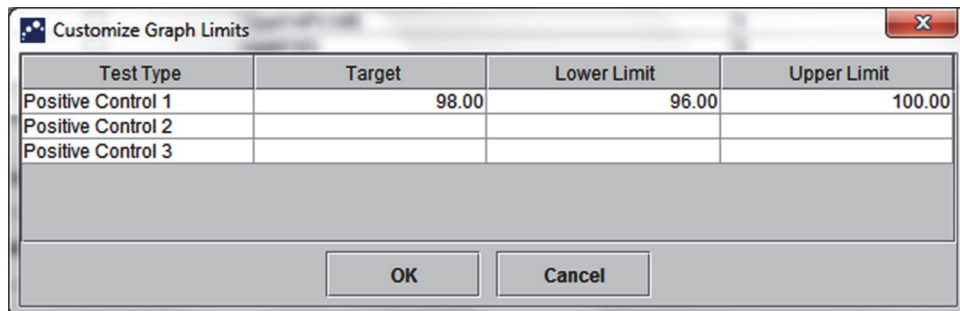 Customize Graph Limits
Test Type Target Lower Limit Upper Limit
Positive Control 1 98.00 96.00 100.00
Positive Control 2
Positive Control 3
OK Cancel